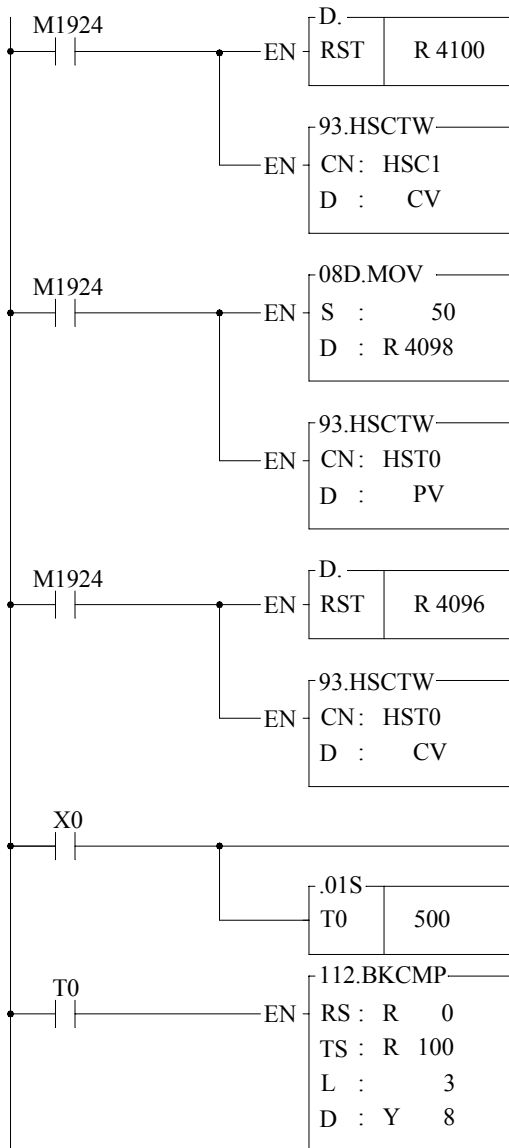 D.
M1924
EN RST R 4100
93.HSCTW
EN CN: HSC1
D : CV
08D.MOV
M1924
EN S : 50
D : R 4098
93.HSCTW
EN CN: HST0
D : PV
D.
M1924
EN RST R 4096
93.HSCTW
EN CN: HST0
D : CV
X0
.01S
T0 500
112.BKCMP
T0
EN RS : R 0
TS : R 100
L : 3
D : Y 8